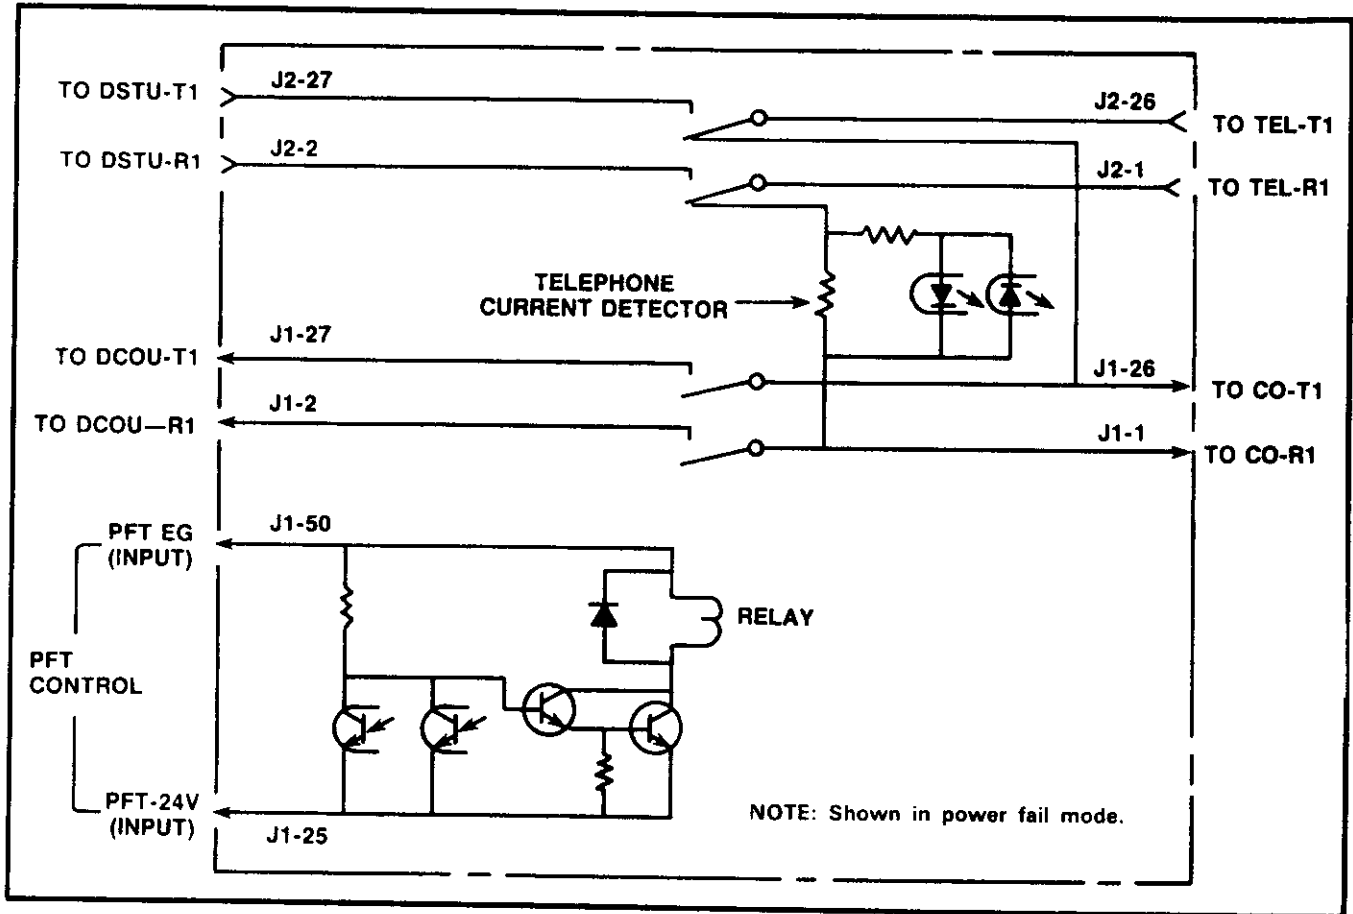 J2-27
TO DSTU-T1
J2-26
TO TEL-T1
J2-2
TO DSTU-R1
J2-1
TO TEL-R1
TELEPHONE
CURRENT DETECTOR
J1-27
TO DCOU-T1
J1-26
TO CO-T1
J1-2
TO DCOU—R1
J1-1
TO CO-R1
J1-50
PFT EG
(INPUT)
RELAY
PFT
CONTROL
PFT-24V
(INPUT)
J1-25
NOTE: Shown in power fail mode.